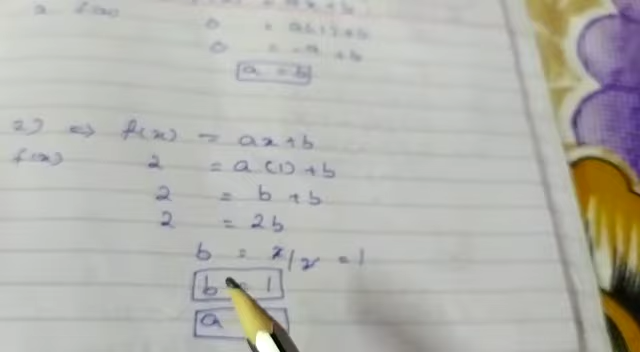 0 = a(-1)+b
0 = -a+b
a = b
2) ⇒ f(x) = ax+b
f(x) 2 = a(1)+b
2 = b+b
2 = 2b
b = 2/2 = 1
b = 1
a